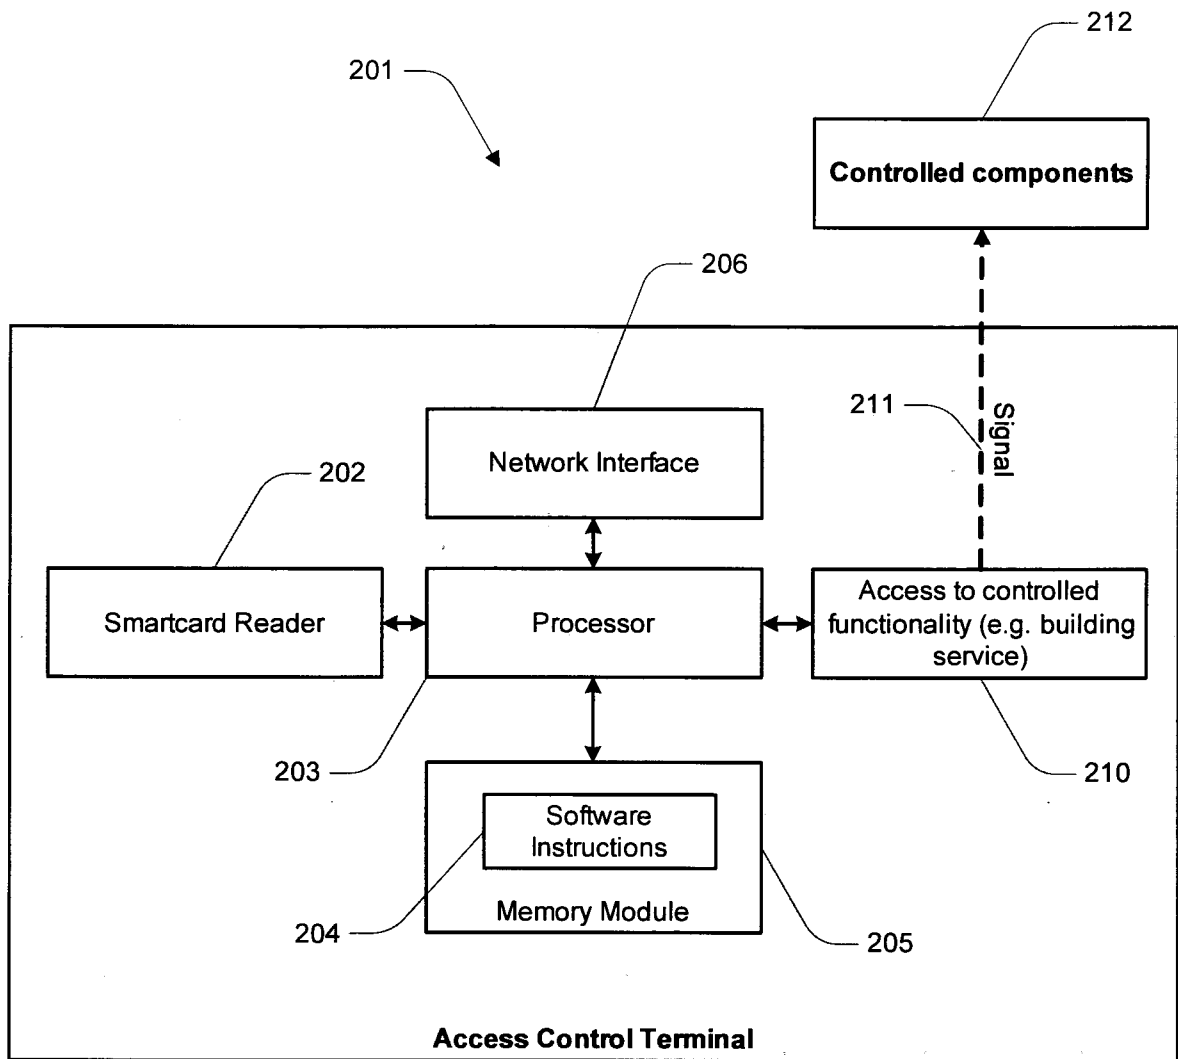 212
201
Controlled components
206
211
Signal
Network Interface
202
Smartcard Reader
Processor
Access to controlled
functionality (e.g. building
service)
203
210
Software
Instructions
Memory Module
204
205
Access Control Terminal